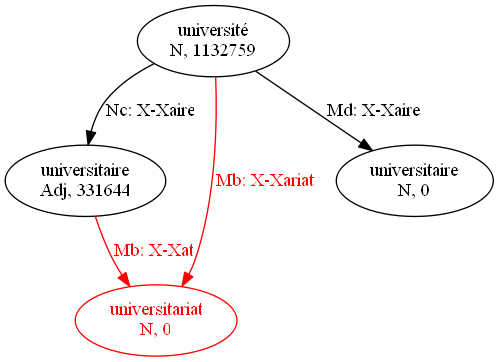 université
N, 1132759
Nc: X-Xaire
Md: X-Xaire
universitaire
Adj, 331644
Mb: X-Xariat
universitaire
N, 0
Mb: X-Xat
universitariat
N, 0